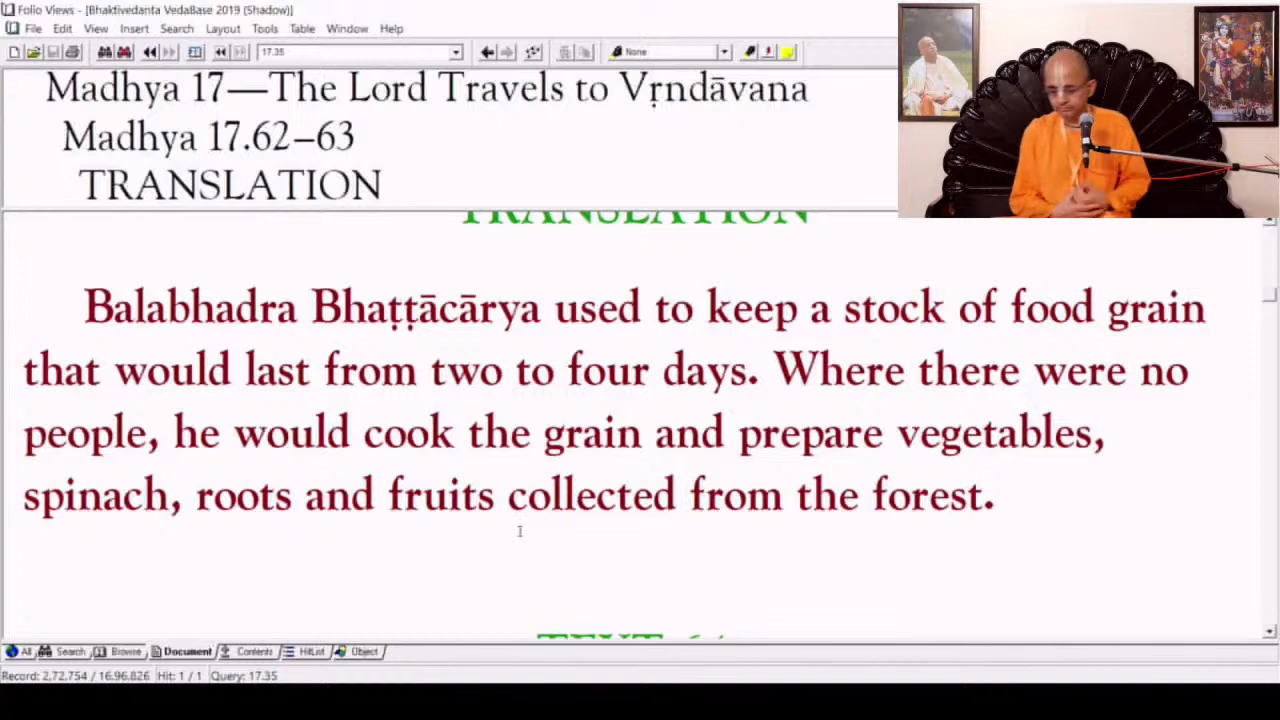 Folio Views - [Bhaktivedanta VedaBase 2019 (Shadow)]
File Edit View Insert Search Layout Tools Table Window Help
17.35 None
Madhya 17—The Lord Travels to Vṛndāvana
Madhya 17.62–63
TRANSLATION
TRANSLATION
Balabhadra Bhaṭṭācārya used to keep a stock of food grain
that would last from two to four days. Where there were no
people, he would cook the grain and prepare vegetables,
spinach, roots and fruits collected from the forest.
All Search Browse Document Contents HitList Object
Record: 2,72,754 / 16,96,826 Hit: 1 / 1 Query: 17.35